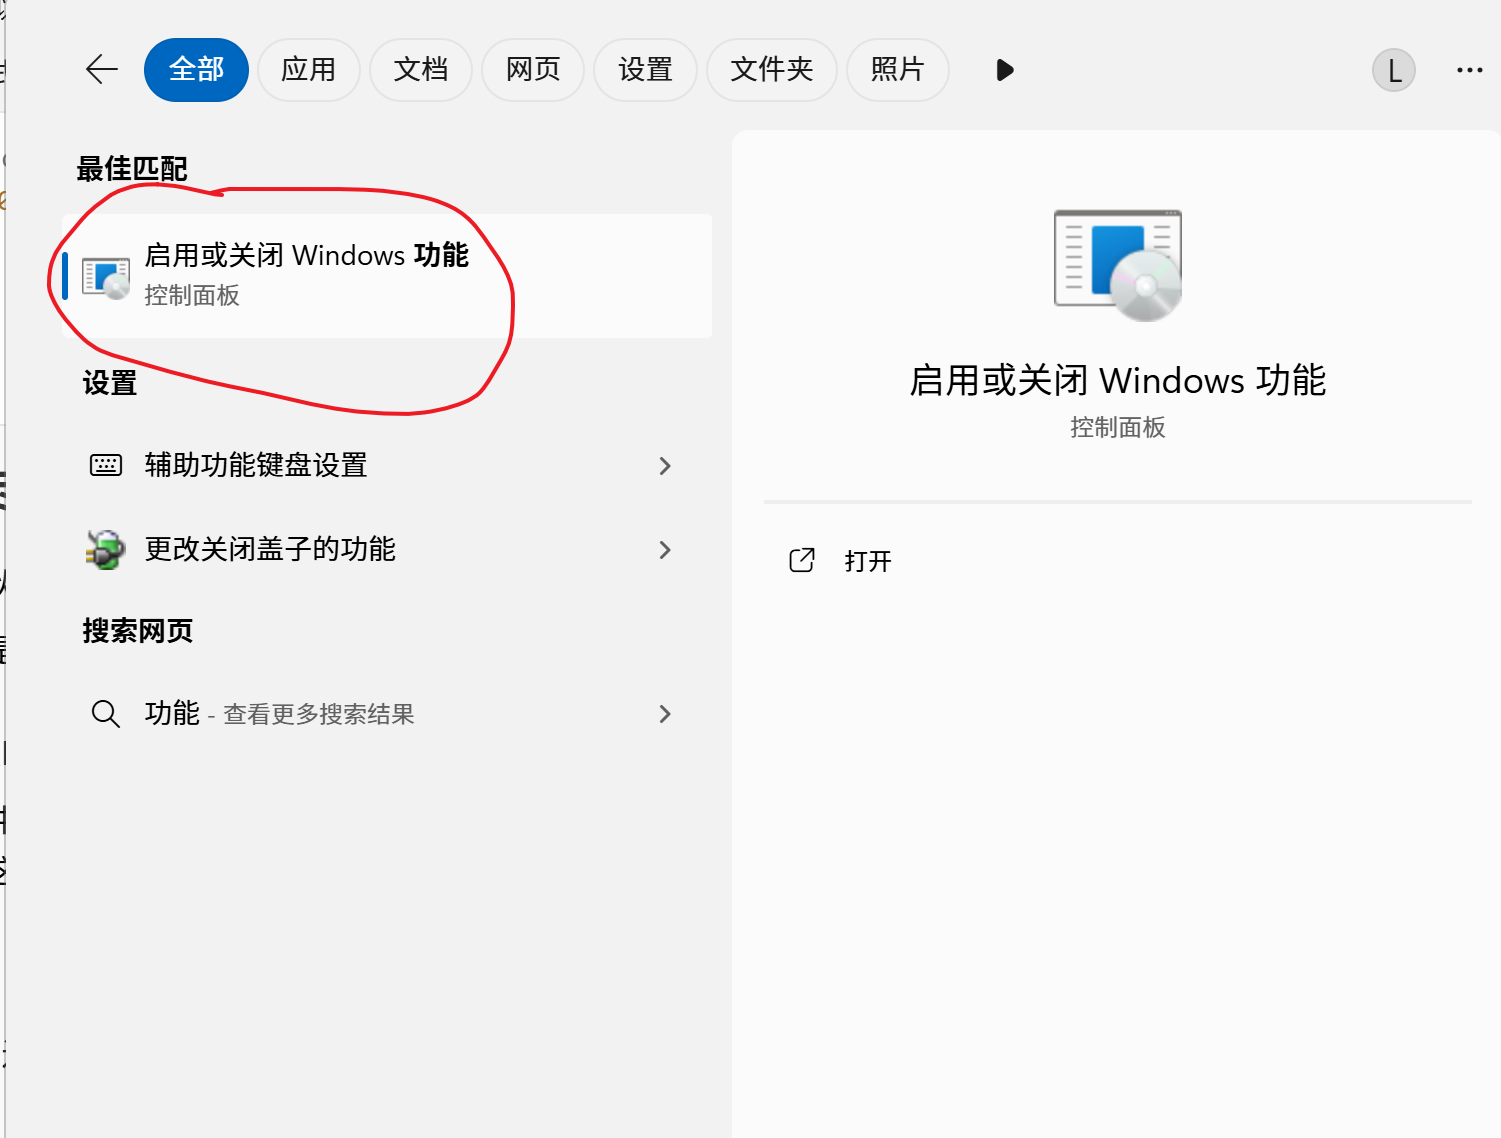 全部
应用
文档
网页
设置
文件夹
照片
L
最佳匹配
启用或关闭 Windows 功能
控制面板
设置
辅助功能键盘设置
更改关闭盖子的功能
搜索网页
功能 - 查看更多搜索结果
启用或关闭 Windows 功能
控制面板
打开